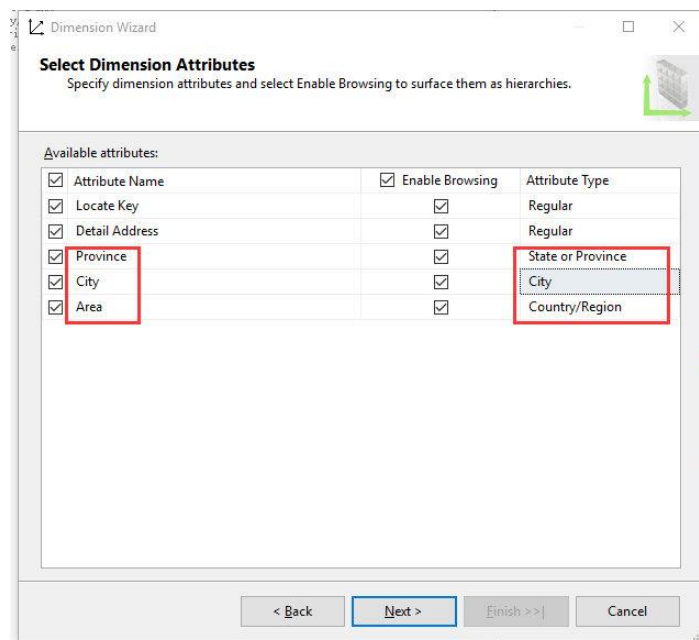 Dimension Wizard
Select Dimension Attributes
Specify dimension attributes and select Enable Browsing to surface them as hierarchies.
Available attributes:
Attribute Name Enable Browsing Attribute Type
Locate Key Regular
Detail Address Regular
Province State or Province
City City
Area Country/Region
< Back Next > Finish >>| Cancel